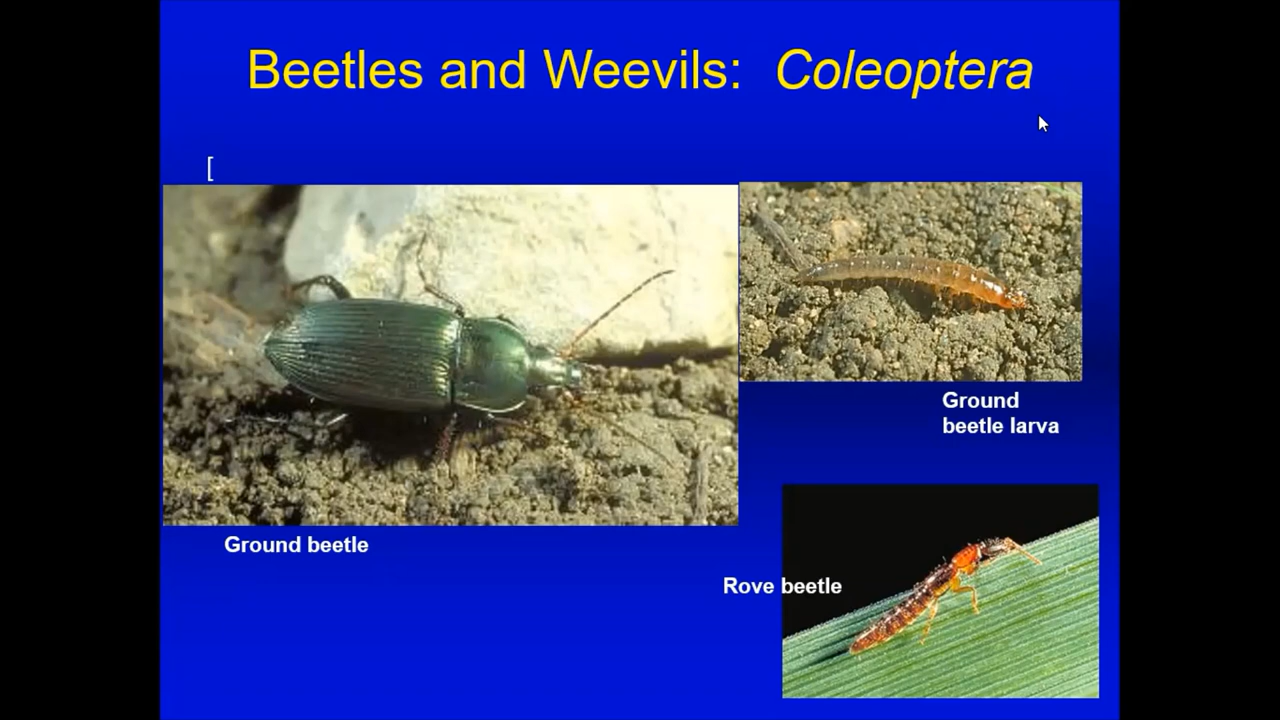 Beetles and Weevils: Coleoptera
[
Ground
beetle larva
Ground beetle
Rove beetle